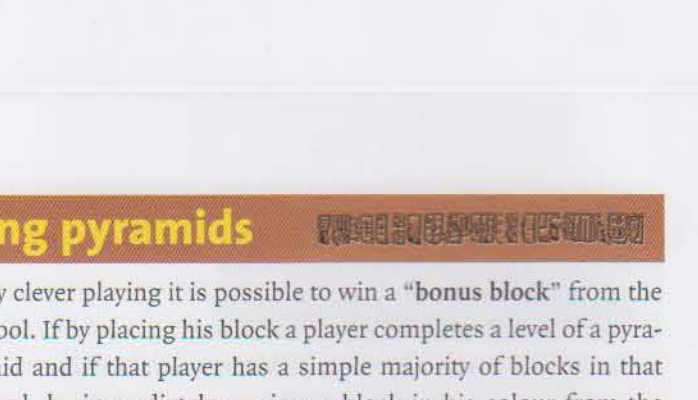 ng pyramids
y clever playing it is possible to win a “bonus block” from the
ool. If by placing his block a player completes a level of a pyra-
id and if that player has a simple majority of blocks in that